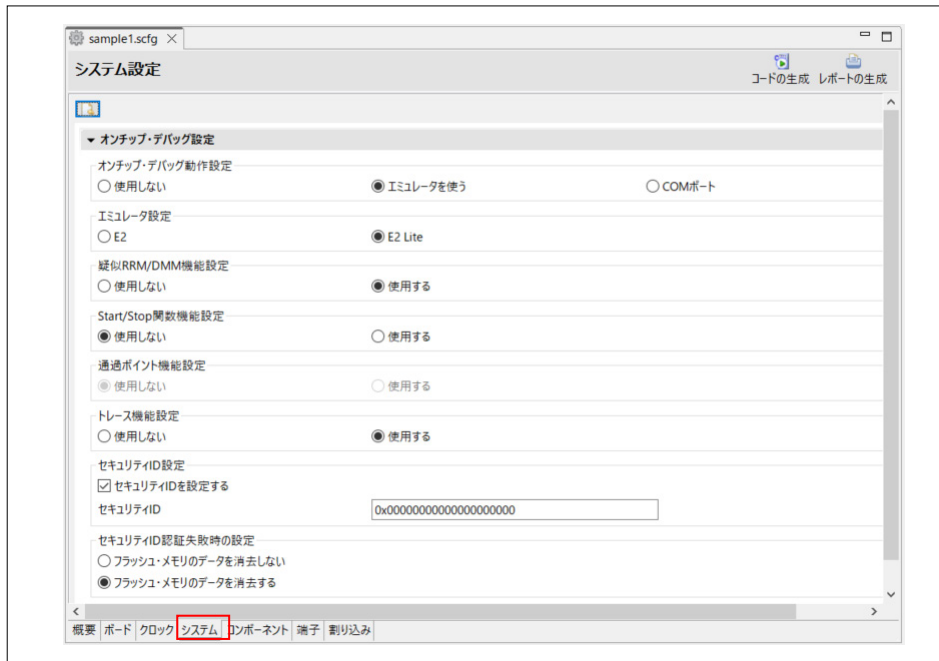 sample1.scfg
システム設定
コードの生成 レポートの生成
オンチップ・デバッグ設定
オンチップ・デバッグ動作設定
使用しない エミュレータを使う COMポート
エミュレータ設定
E2 E2 Lite
疑似RRM/DMM機能設定
使用しない 使用する
Start/Stop関数機能設定
使用しない 使用する
通過ポイント機能設定
使用しない 使用する
トレース機能設定
使用しない 使用する
セキュリティID設定
セキュリティIDを設定する
セキュリティID 0x00000000000000000000
セキュリティID認証失敗時の設定
フラッシュ・メモリのデータを消去しない
フラッシュ・メモリのデータを消去する
概要 ボード クロック システム コンポーネント 端子 割り込み